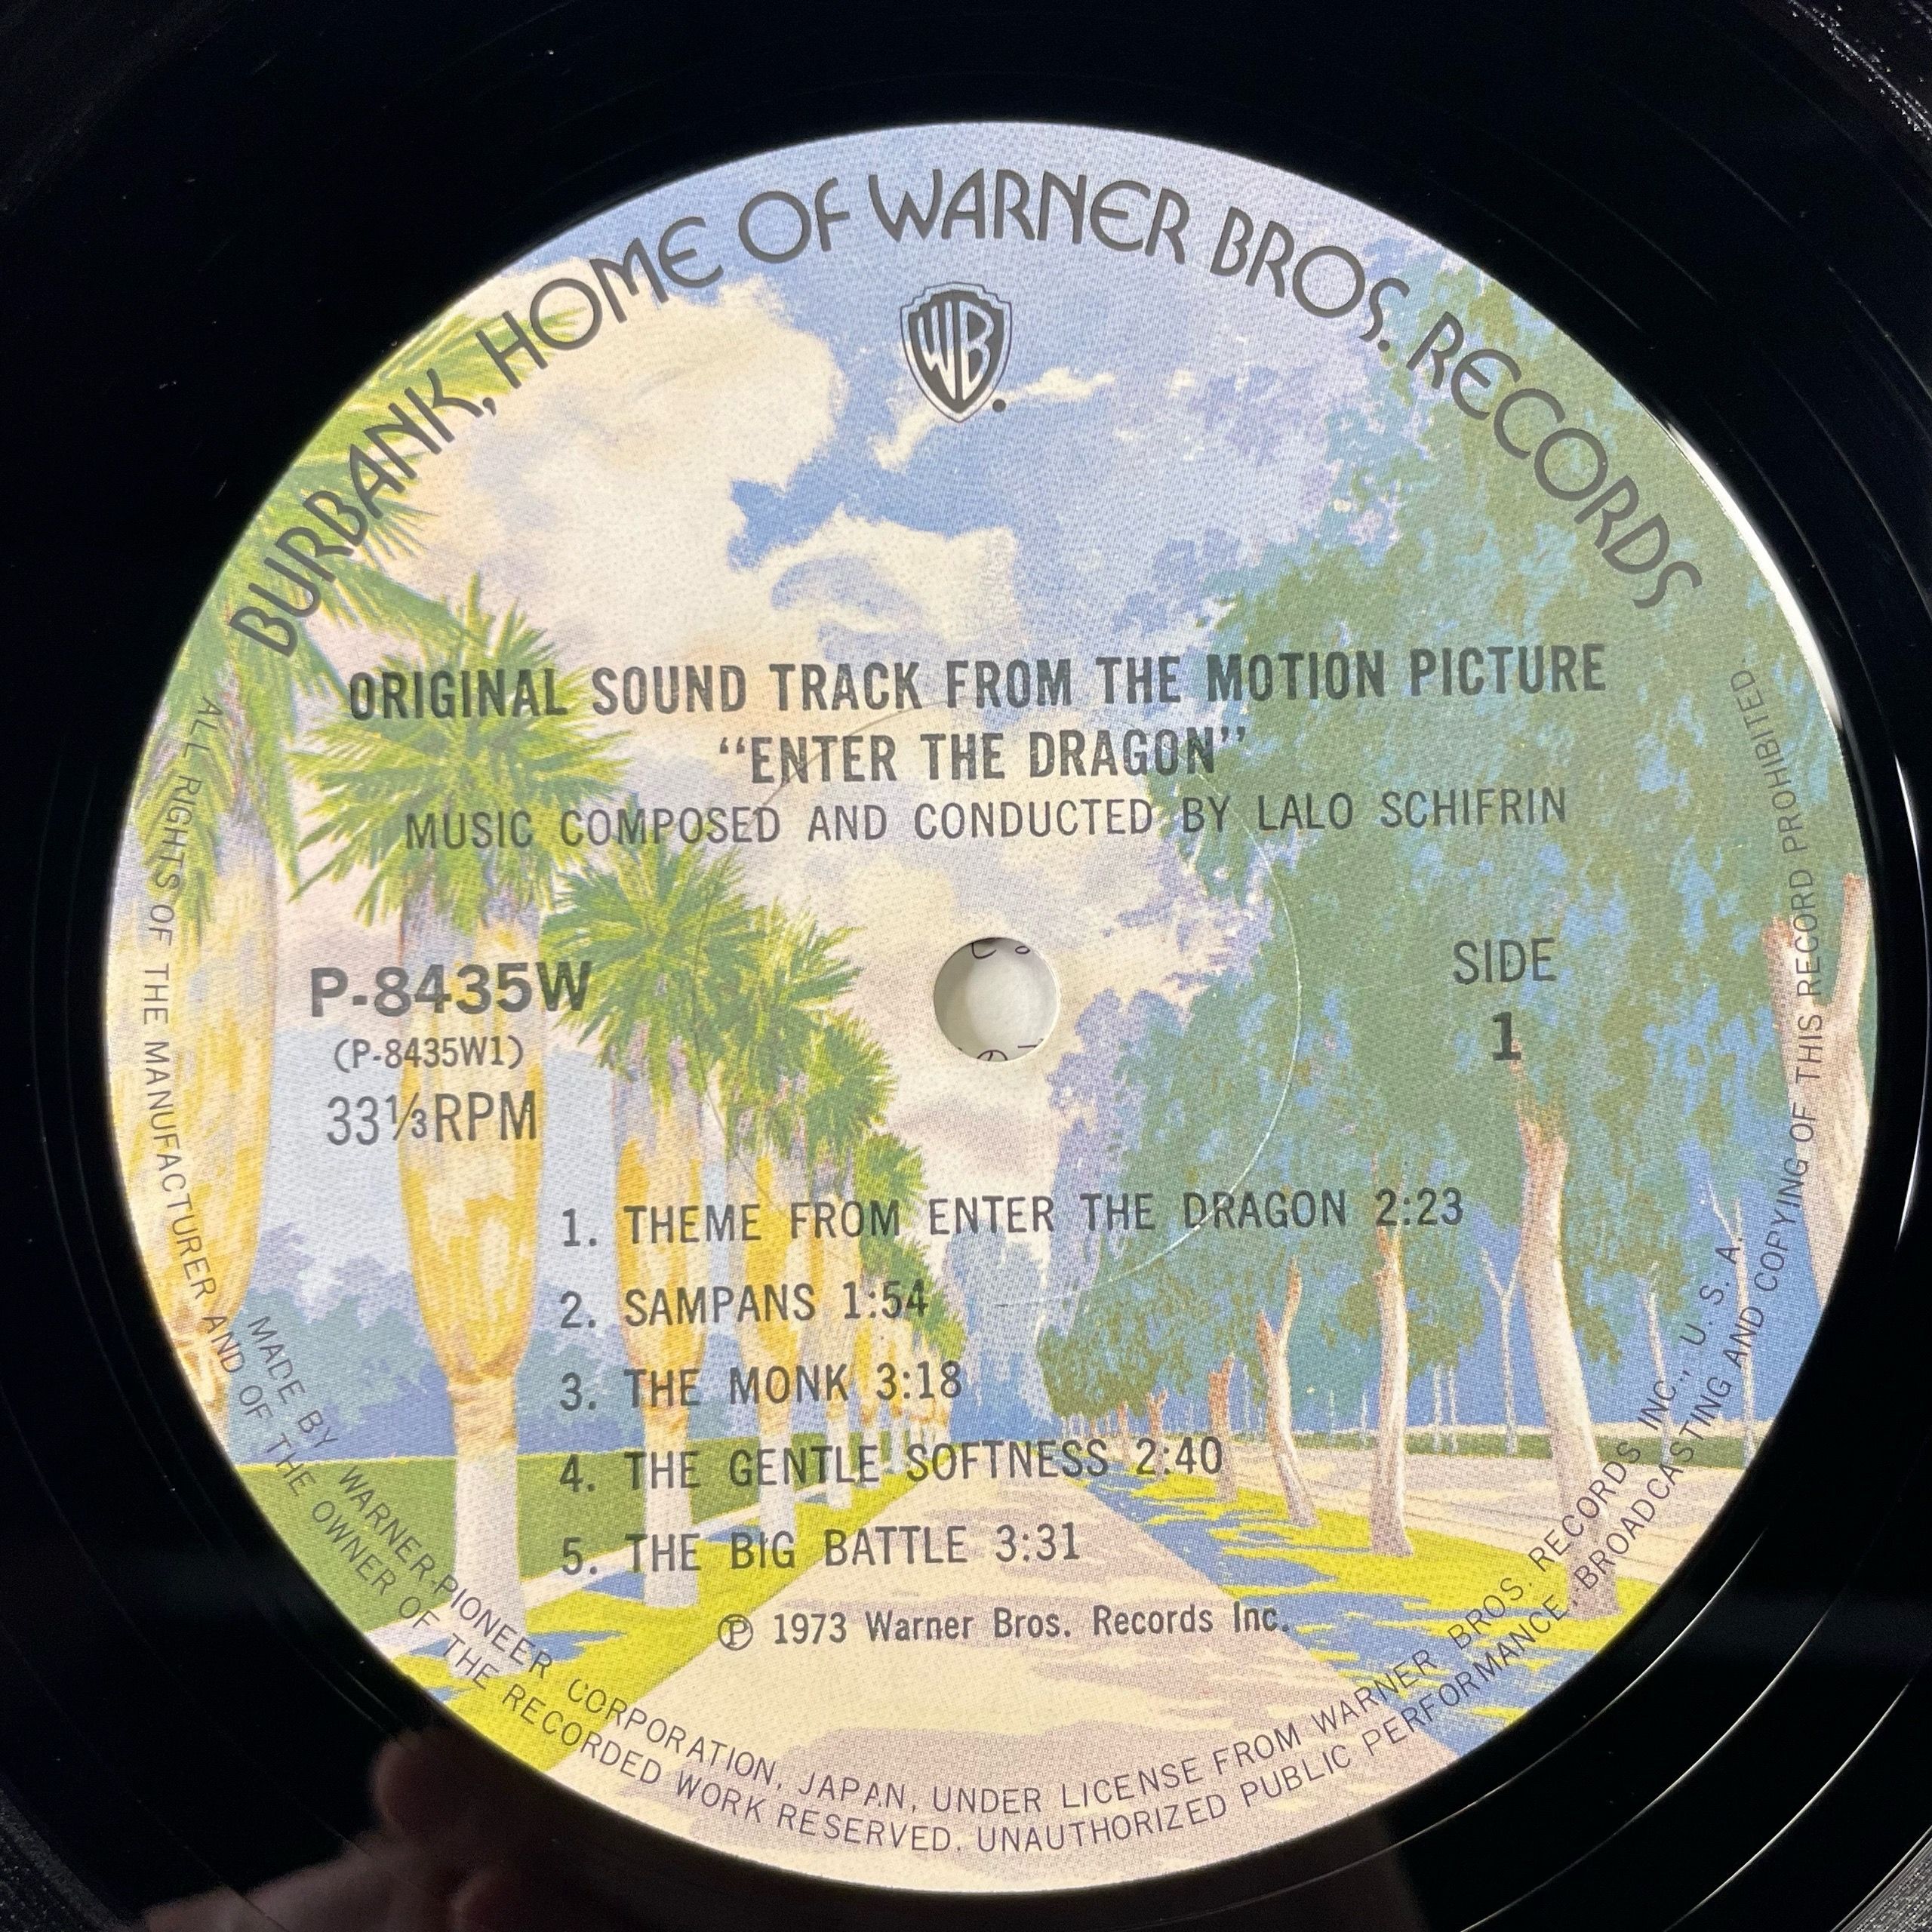 BURBANK, HOME OF WARNER BROS. RECORDS
WB
ORIGINAL SOUND TRACK FROM THE MOTION PICTURE
“ENTER THE DRAGON”
MUSIC COMPOSED AND CONDUCTED BY LALO SCHIFRIN
P-8435W
(P-8435W1)
33⅓RPM
SIDE
1
1. THEME FROM ENTER THE DRAGON 2:23
2. SAMPANS 1:54
3. THE MONK 3:18
4. THE GENTLE SOFTNESS 2:40
5. THE BIG BATTLE 3:31
℗ 1973 Warner Bros. Records Inc.
MADE BY WARNER-PIONEER CORPORATION, JAPAN, UNDER LICENSE FROM WARNER BROS. RECORDS INC., U. S. A.
ALL RIGHTS OF THE MANUFACTURER AND OF THE OWNER OF THE RECORDED WORK RESERVED. UNAUTHORIZED PUBLIC PERFORMANCE, BROADCASTING AND COPYING OF THIS RECORD PROHIBITED.